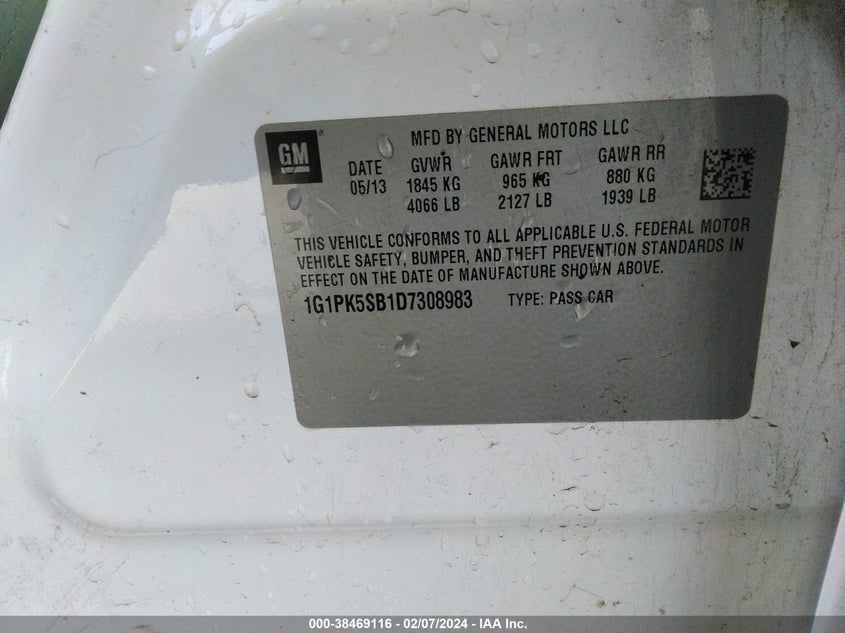 GM
MFD BY GENERAL MOTORS LLC
DATE GVWR GAWR FRT GAWR RR
05/13 1845 KG 965 KG 880 KG
4066 LB 2127 LB 1939 LB
THIS VEHICLE CONFORMS TO ALL APPLICABLE U.S. FEDERAL MOTOR
VEHICLE SAFETY, BUMPER, AND THEFT PREVENTION STANDARDS IN
EFFECT ON THE DATE OF MANUFACTURE SHOWN ABOVE.
1G1PK5SB1D7308983 TYPE: PASS CAR
000-38469116 - 02/07/2024 - IAA Inc.